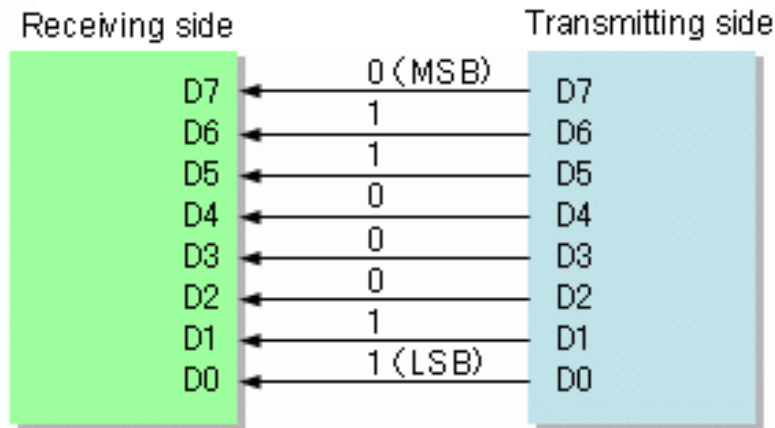 Receiving side Transmitting side
0 (MSB)
D7 D7
1
D6 D6
1
D5 D5
0
D4 D4
0
D3 D3
0
D2 D2
1
D1 D1
1 (LSB)
D0 D0